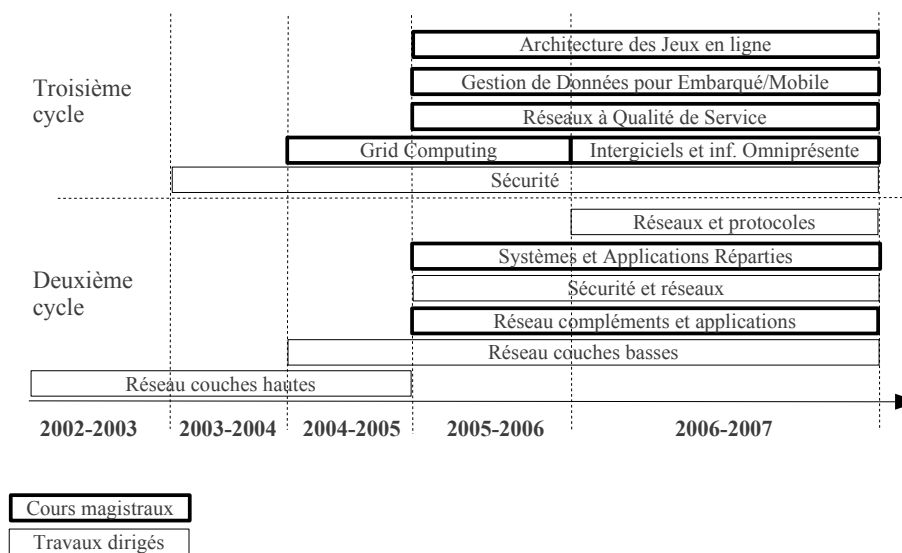 Architecture des Jeux en ligne
Troisième
cycle
Gestion de Données pour Embarqué/Mobile
Réseaux à Qualité de Service
Grid Computing
Intergiciels et inf. Omniprésente
Sécurité
Réseaux et protocoles
Deuxième
cycle
Systèmes et Applications Réparties
Sécurité et réseaux
Réseau compléments et applications
Réseau couches basses
Réseau couches hautes
2002-2003
2003-2004
2004-2005
2005-2006
2006-2007
Cours magistraux
Travaux dirigés